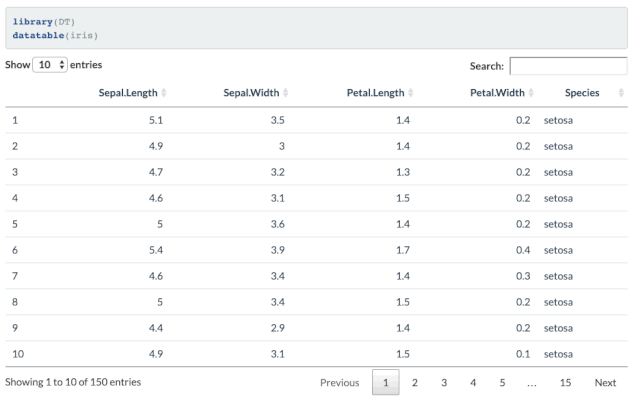 library(DT)
datatable(iris)
Show 10 entries
Search:
Sepal.Length Sepal.Width Petal.Length Petal.Width Species
1 5.1 3.5 1.4 0.2 setosa
2 4.9 3 1.4 0.2 setosa
3 4.7 3.2 1.3 0.2 setosa
4 4.6 3.1 1.5 0.2 setosa
5 5 3.6 1.4 0.2 setosa
6 5.4 3.9 1.7 0.4 setosa
7 4.6 3.4 1.4 0.3 setosa
8 5 3.4 1.5 0.2 setosa
9 4.4 2.9 1.4 0.2 setosa
10 4.9 3.1 1.5 0.1 setosa
Showing 1 to 10 of 150 entries
Previous 1 2 3 4 5 ... 15 Next